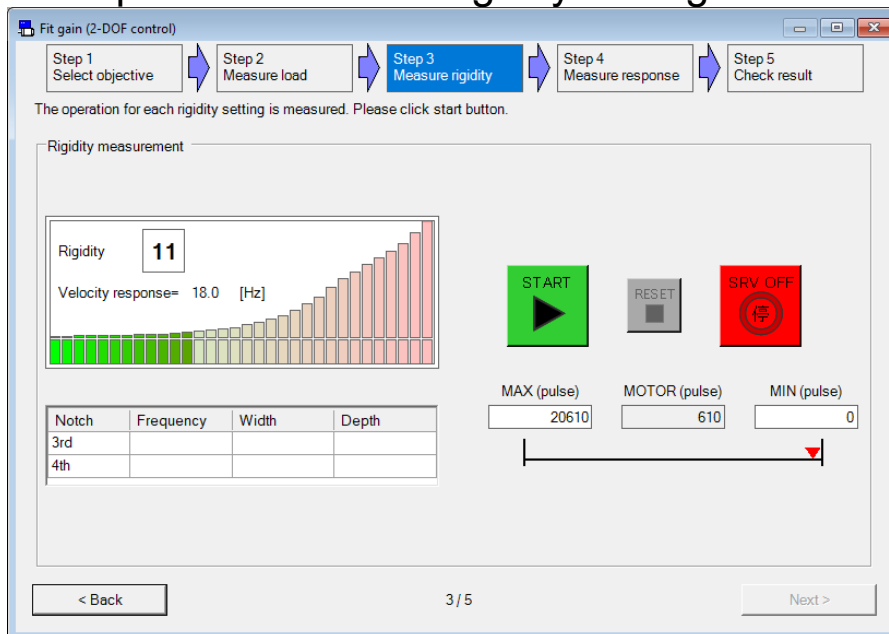 Fit gain (2-DOF control)
Step 1
Select objective
Step 2
Measure load
Step 3
Measure rigidity
Step 4
Measure response
Step 5
Check result
The operation for each rigidity setting is measured. Please click start button.
Rigidity measurement
Rigidity 11
Velocity response= 18.0 [Hz]
START
RESET
SRV OFF
停
MAX (pulse) MOTOR (pulse) MIN (pulse)
20610 610 0
Notch Frequency Width Depth
3rd
4th
< Back
3 / 5
Next >